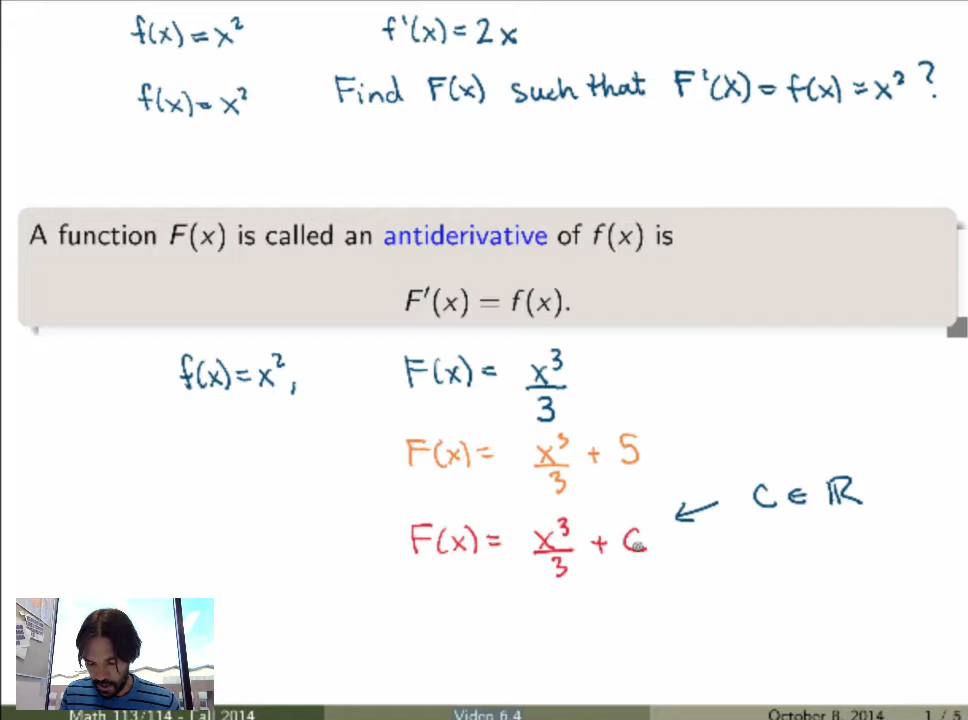 f(x) = x²   f'(x) = 2x
f(x) = x²   Find F(x) such that F'(x) = f(x) = x² ?
A function F(x) is called an antiderivative of f(x) is
F′(x) = f(x).
f(x) = x²,   F(x) = x³/3
F(x) = x³/3 + 5
C ∈ ℝ
F(x) = x³/3 + C
Math 113/114 - Fall 2014   Video 6.4   October 8, 2014   1 / 5